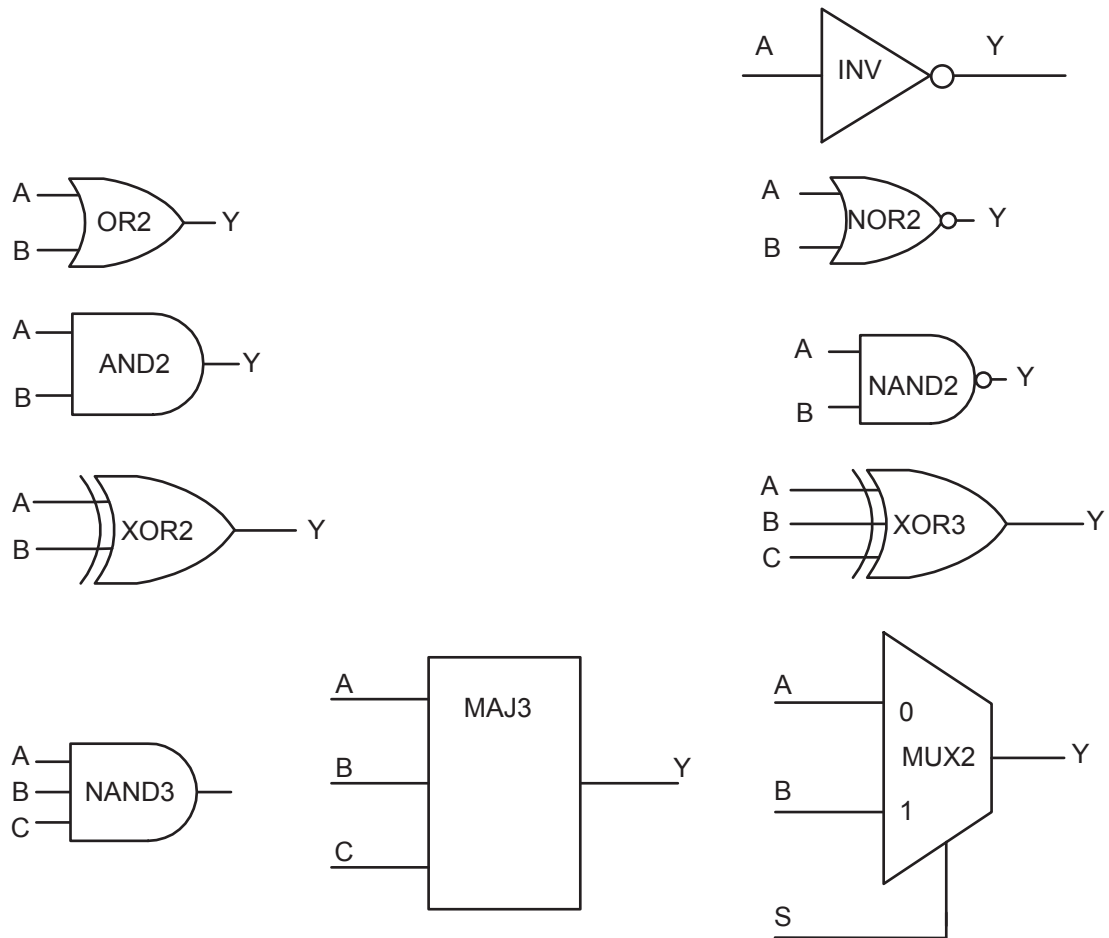 A INV Y
A OR2 Y
B
A NOR2 Y
B
A AND2 Y
B
A NAND2 Y
B
A XOR2 Y
B
A XOR3 Y
B
C
A NAND3
B
C
A MAJ3
B Y
C
A 0
MUX2 Y
B 1
S